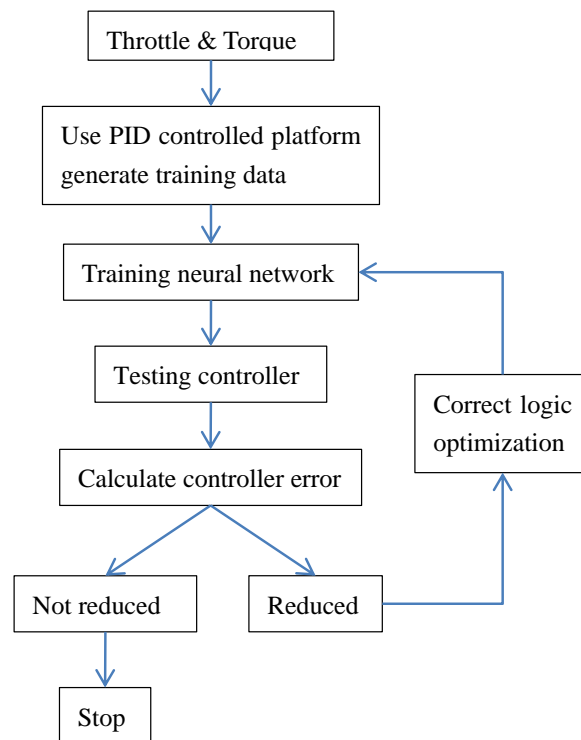 Throttle & Torque
Use PID controlled platform
generate training data
Training neural network
Testing controller
Correct logic
optimization
Calculate controller error
Not reduced
Reduced
Stop